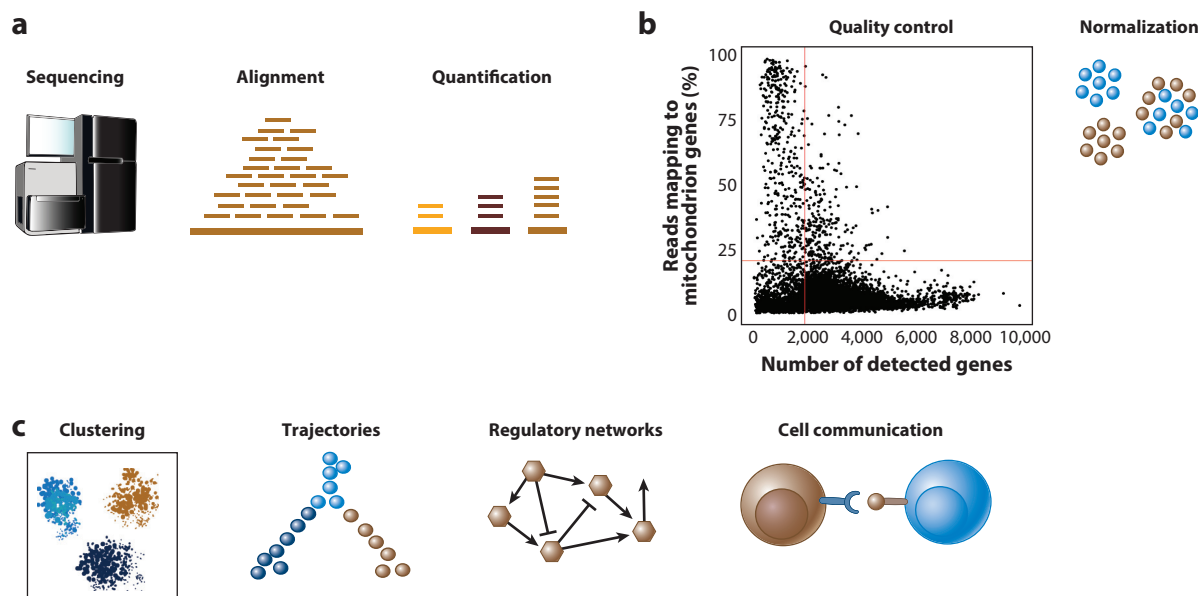 a
Sequencing
Alignment
Quantification
b
Quality control
Normalization
Reads mapping to
mitochondrion genes (%)
100
75
50
25
0
0 2,000 4,000 6,000 8,000 10,000
Number of detected genes
c
Clustering
Trajectories
Regulatory networks
Cell communication